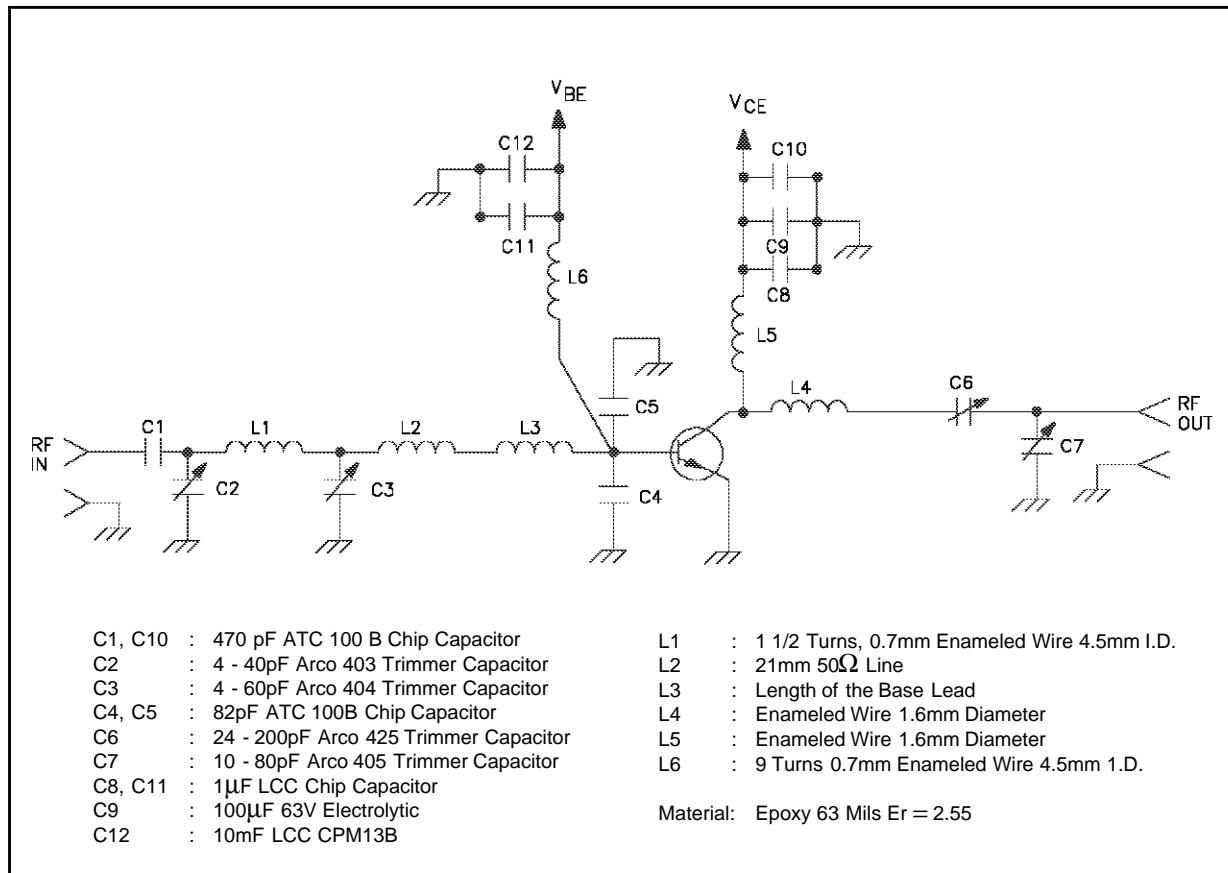 VBE
VCE
C12
C10
C11
C9
L6
C8
L5
C5
L4
C6
RF
OUT
C1
L1
L2
L3
C7
RF
IN
C2
C3
C4
C1, C10 : 470 pF ATC 100 B Chip Capacitor
C2 : 4 - 40pF Arco 403 Trimmer Capacitor
C3 : 4 - 60pF Arco 404 Trimmer Capacitor
C4, C5 : 82pF ATC 100B Chip Capacitor
C6 : 24 - 200pF Arco 425 Trimmer Capacitor
C7 : 10 - 80pF Arco 405 Trimmer Capacitor
C8, C11 : 1μF LCC Chip Capacitor
C9 : 100μF 63V Electrolytic
C12 : 10mF LCC CPM13B
L1 : 1 1/2 Turns, 0.7mm Enameled Wire 4.5mm I.D.
L2 : 21mm 50Ω Line
L3 : Length of the Base Lead
L4 : Enameled Wire 1.6mm Diameter
L5 : Enameled Wire 1.6mm Diameter
L6 : 9 Turns 0.7mm Enameled Wire 4.5mm 1.D.
Material: Epoxy 63 Mils Er = 2.55